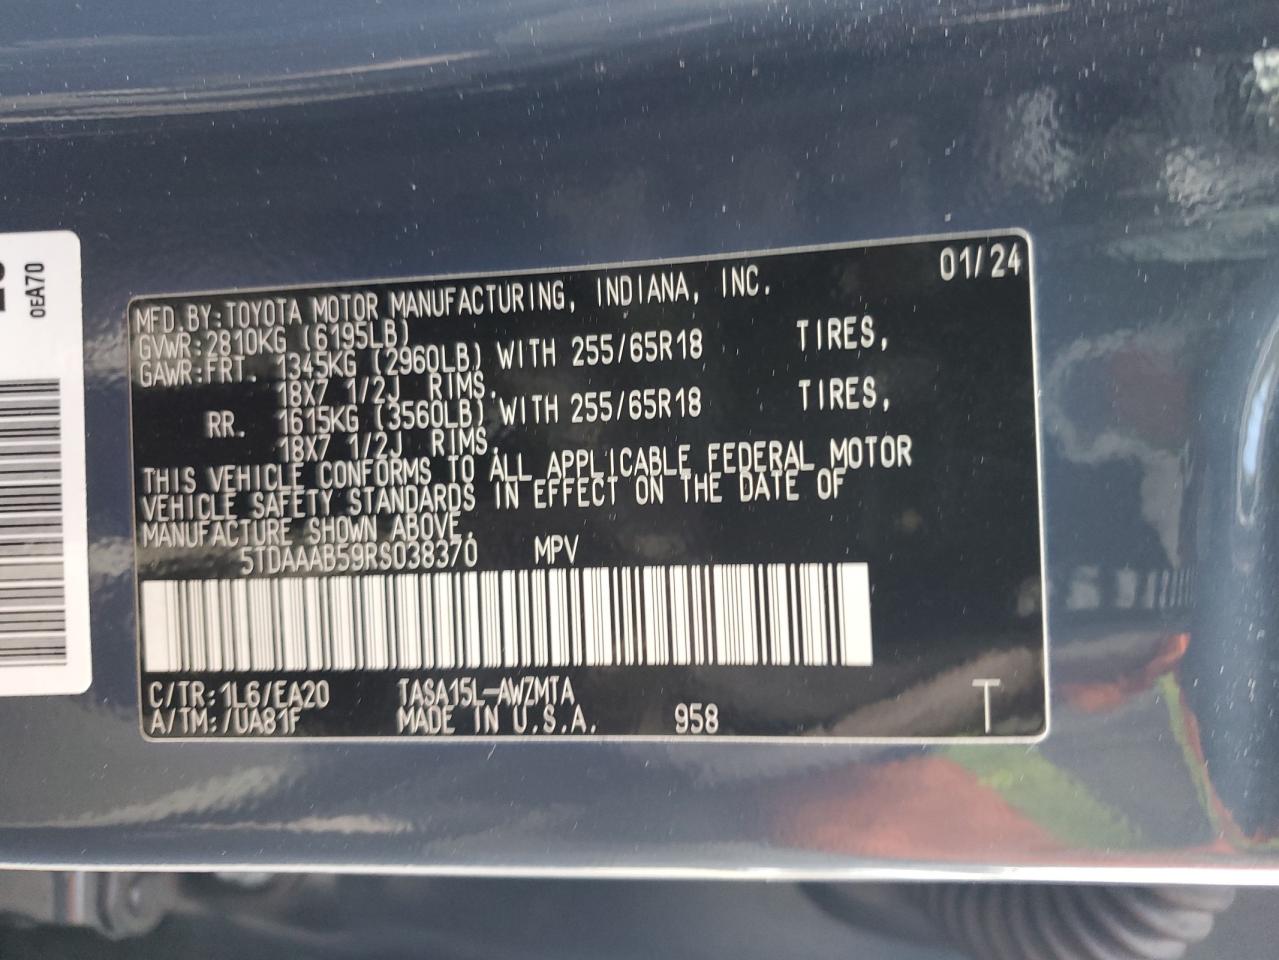 0EA70
MFD.BY:TOYOTA MOTOR MANUFACTURING, INDIANA, INC. 01/24
GVWR:2810KG (6195LB)
GAWR:FRT. 1345KG (2960LB) WITH 255/65R18 TIRES,
18X7 1/2J RIMS.
RR. 1615KG (3560LB) WITH 255/65R18 TIRES,
18X7 1/2J RIMS.
THIS VEHICLE CONFORMS TO ALL APPLICABLE FEDERAL MOTOR
VEHICLE SAFETY STANDARDS IN EFFECT ON THE DATE OF
MANUFACTURE SHOWN ABOVE.
5TDAAAB59RS038370 MPV
C/TR:1L6/EA20 TASA15L-AWZMTA
A/TM:/UA81F MADE IN U.S.A. 958 T